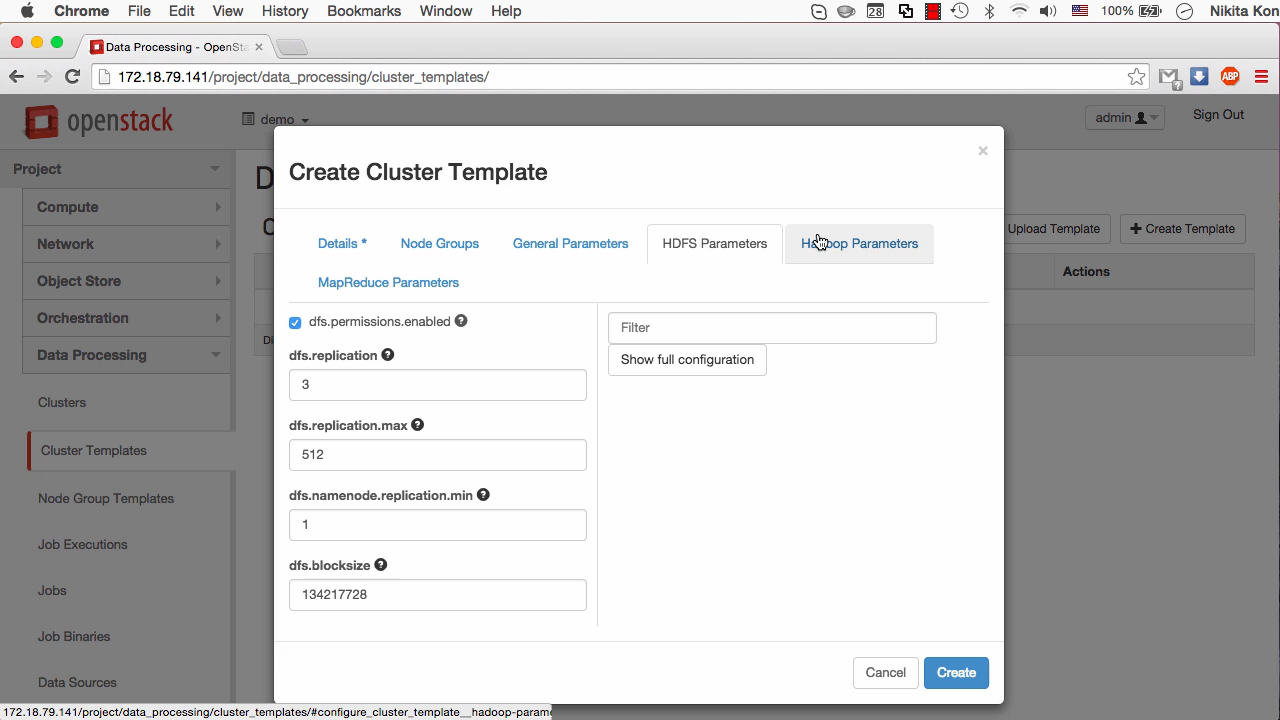 Chrome File Edit View History Bookmarks Window Help 28 100% Nikita Kon
Data Processing - OpenSta
172.18.79.141/project/data_processing/cluster_templates/
ABP
openstack
demo
admin
Sign Out
Project
Compute
Network
Object Store
Orchestration
Data Processing
Clusters
Cluster Templates
Node Group Templates
Job Executions
Jobs
Job Binaries
Data Sources
Upload Template
+ Create Template
Actions
Create Cluster Template
×
Details *
Node Groups
General Parameters
HDFS Parameters
Hadoop Parameters
MapReduce Parameters
dfs.permissions.enabled ?
dfs.replication ?
3
dfs.replication.max ?
512
dfs.namenode.replication.min ?
1
dfs.blocksize ?
134217728
Filter
Show full configuration
Cancel
Create
172.18.79.141/project/data_processing/cluster_templates/#configure_cluster_template__hadoop-param